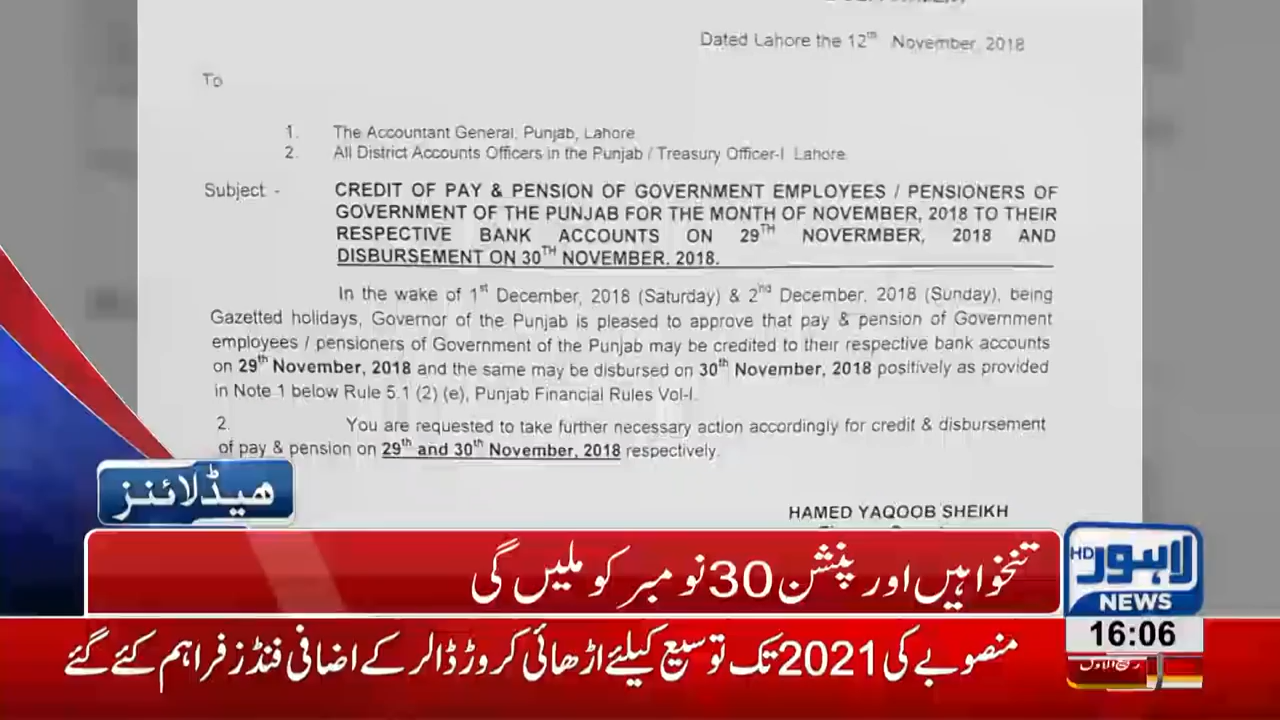 Dated Lahore the 12th November, 2018
To
1. The Accountant General, Punjab, Lahore
2. All District Accounts Officers in the Punjab / Treasury Officer-I Lahore
Subject - CREDIT OF PAY & PENSION OF GOVERNMENT EMPLOYEES / PENSIONERS OF
GOVERNMENT OF THE PUNJAB FOR THE MONTH OF NOVEMBER, 2018 TO THEIR
RESPECTIVE BANK ACCOUNTS ON 29TH NOVERMBER, 2018 AND
DISBURSEMENT ON 30TH NOVEMBER, 2018.
In the wake of 1st December, 2018 (Saturday) & 2nd December, 2018 (Sunday), being
Gazetted holidays, Governor of the Punjab is pleased to approve that pay & pension of Government
employees / pensioners of Government of the Punjab may be credited to their respective bank accounts
on 29th November, 2018 and the same may be disbursed on 30th November, 2018 positively as provided
in Note 1 below Rule 5.1 (2) (e), Punjab Financial Rules Vol-I.
2. You are requested to take further necessary action accordingly for credit & disbursement
of pay & pension on 29th and 30th November, 2018 respectively.
HAMED YAQOOB SHEIKH
ہیڈلائنز
تنخواہیں اور پنشن 30 نومبر کو ملیں گی
HD لاہور
NEWS
16:06
منصوبے کی 2021 تک توسیع کیلئے اڑھائی کروڑ ڈالر کے اضافی فنڈز فراہم کئے گئے
ربیع الاول